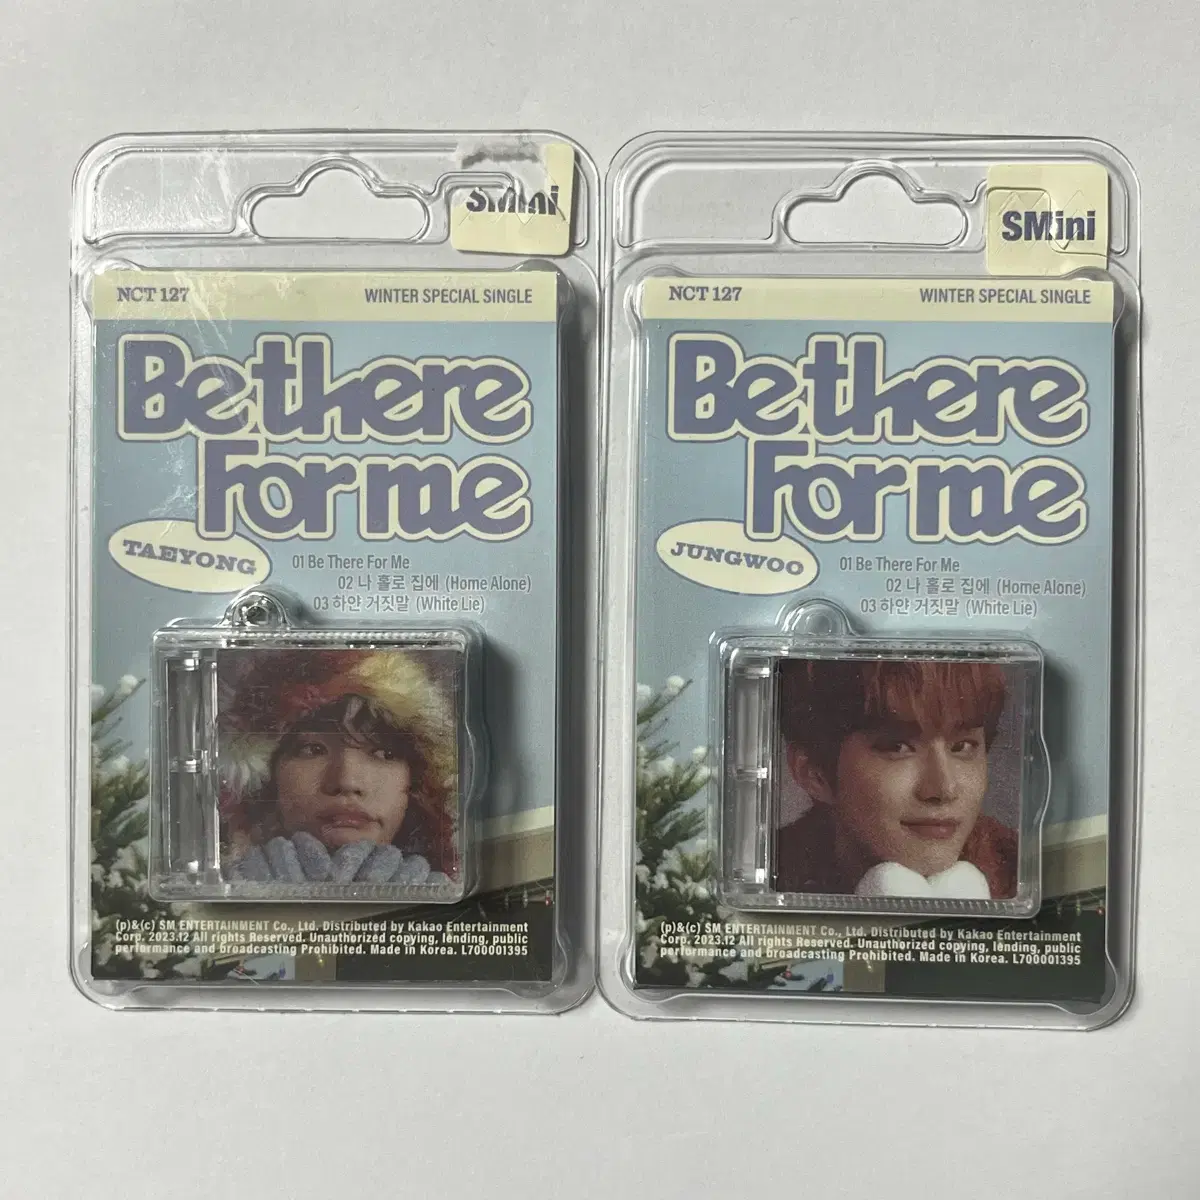 SMini
NCT 127
WINTER SPECIAL SINGLE
Be there
For me
TAEYONG
01 Be There For Me
02 나 홀로 집에 (Home Alone)
03 하얀 거짓말 (White Lie)
(p)&(c) SM ENTERTAINMENT Co., Ltd. Distributed by Kakao Entertainment
Corp. 2023.12 All rights Reserved. Unauthorized copying, lending, public
performance and broadcasting Prohibited. Made in Korea. L700001395
SMini
NCT 127
WINTER SPECIAL SINGLE
Be there
For me
JUNGWOO
01 Be There For Me
02 나 홀로 집에 (Home Alone)
03 하얀 거짓말 (White Lie)
(p)&(c) SM ENTERTAINMENT Co., Ltd. Distributed by Kakao Entertainment
Corp. 2023.12 All rights Reserved. Unauthorized copying, lending, public
performance and broadcasting Prohibited. Made in Korea. L700001395